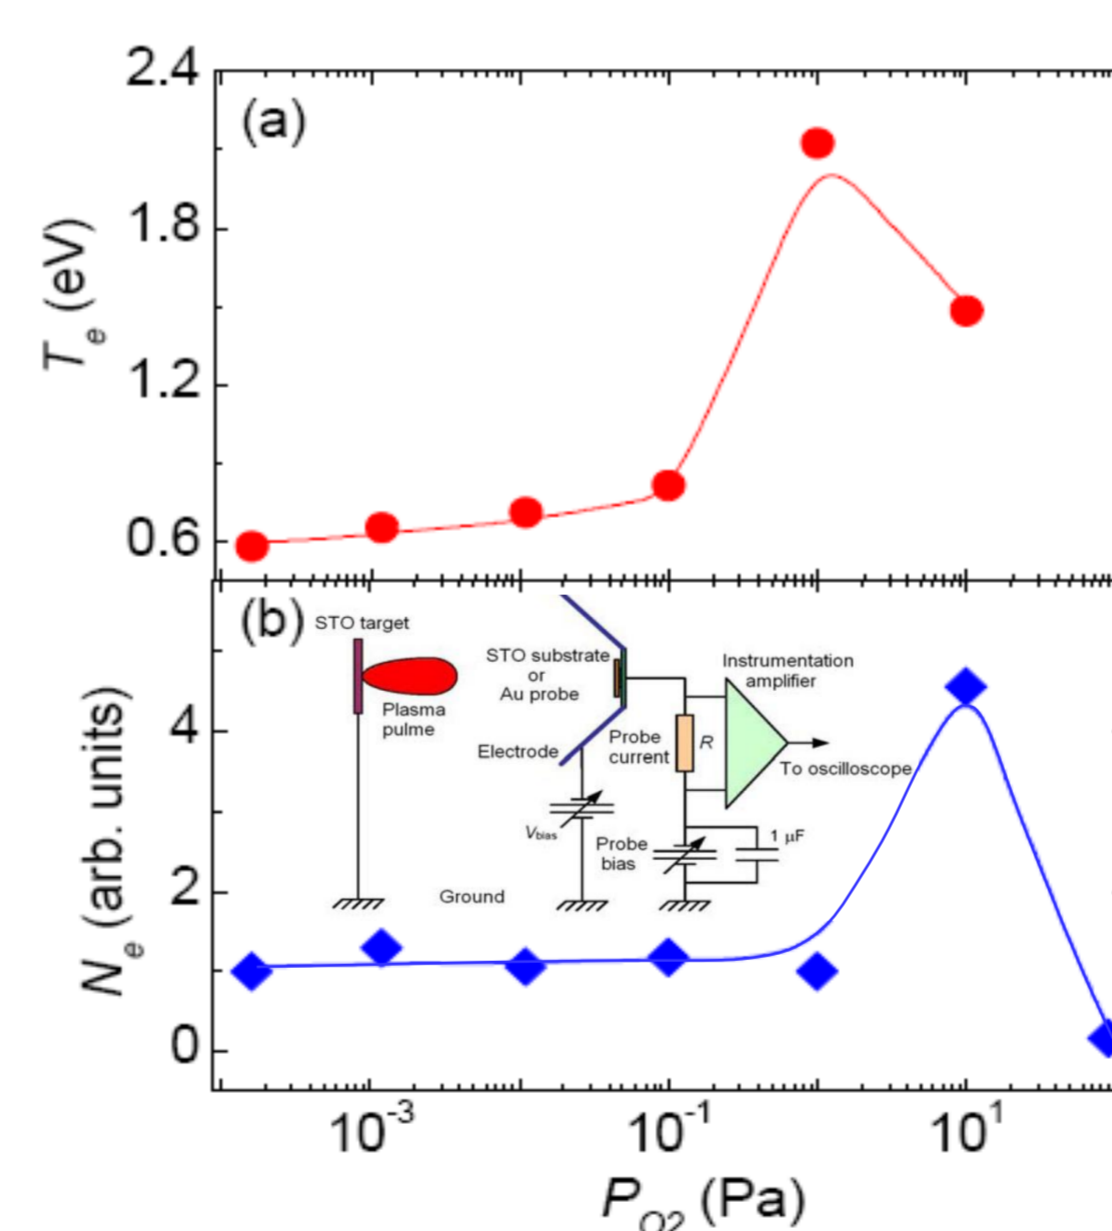 2.4
(a)
1.8
T_e (eV)
1.2
0.6
(b)
STO target
STO substrate
or
Au probe
Instrumentation
amplifier
Plasma
pulme
Electrode
Probe
current
R
To oscilloscope
4
N_e (arb. units)
V_bias
Probe
bias
1 μF
2
Ground
0
10^-3
10^-1
10^1
P_O2 (Pa)